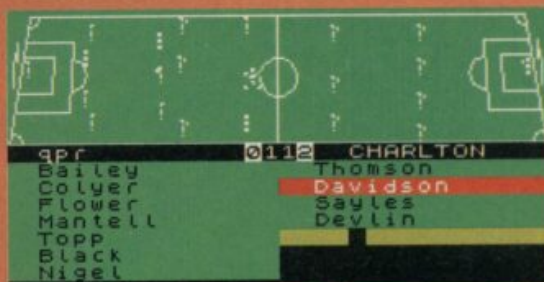 qpr 0112 CHARLTON
Bailey Thomson
Colyer Davidson
Flower Sayles
Mantell Devlin
Topp
Black
Nigel